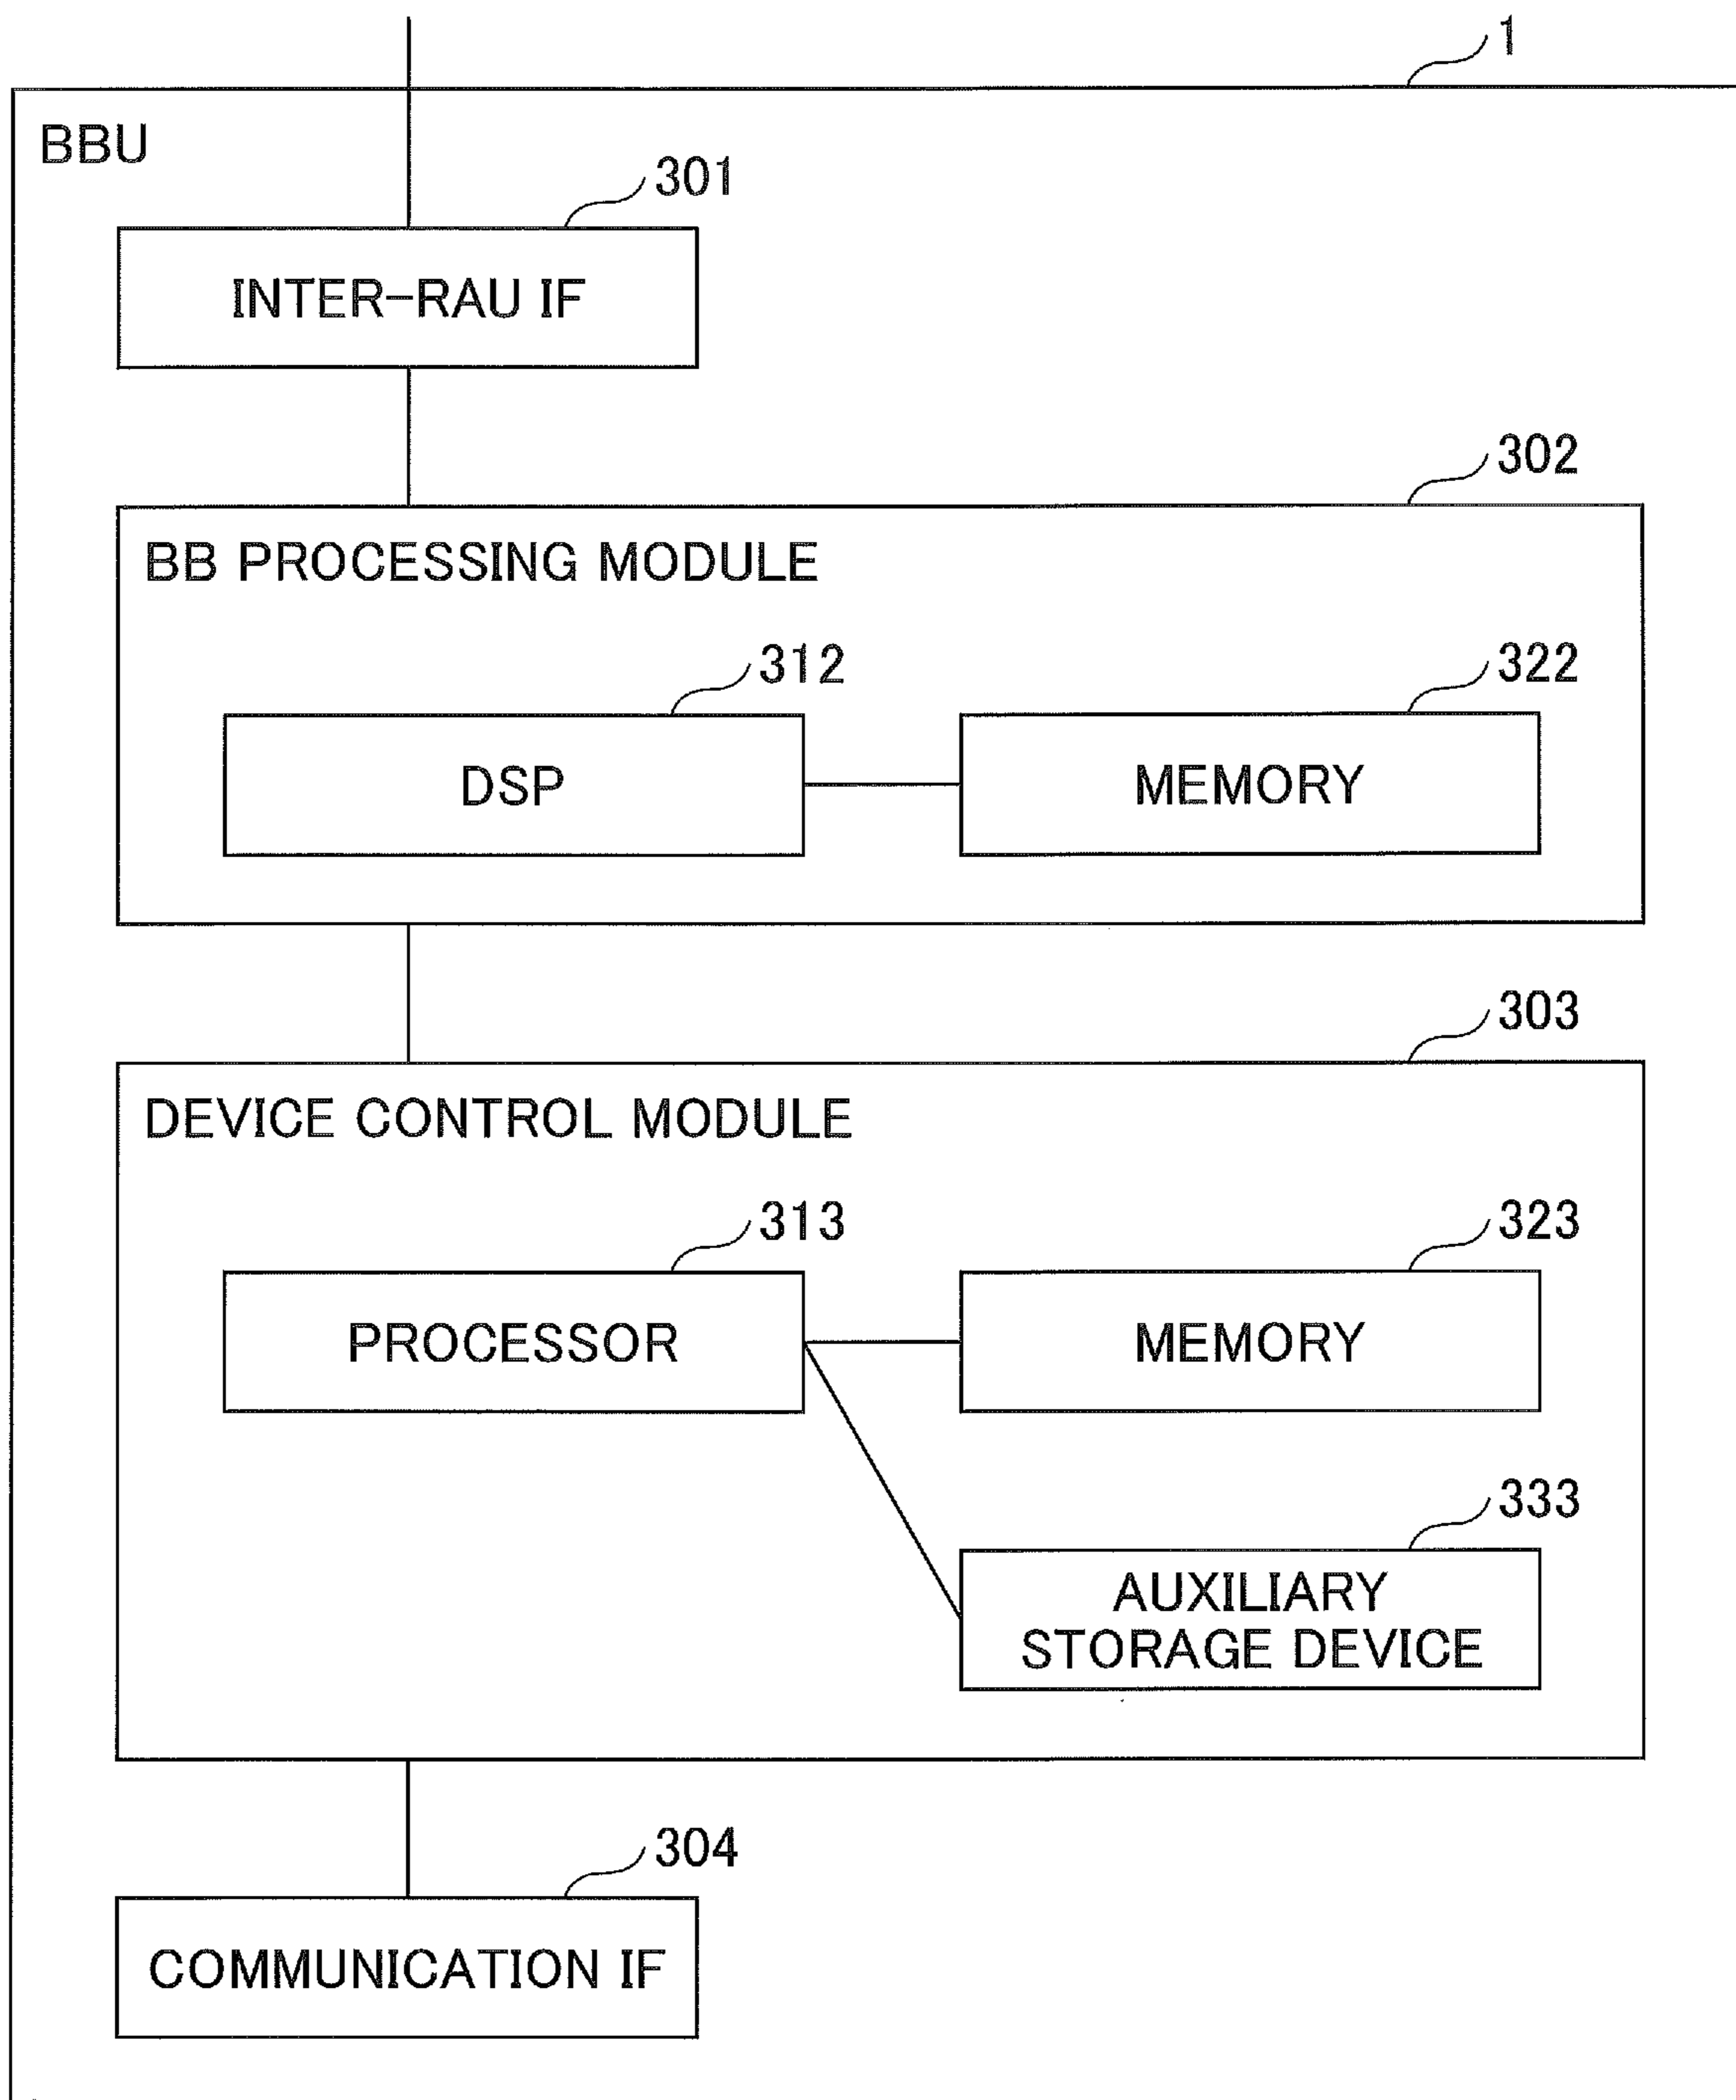 1
BBU
301
INTER-RAU IF
302
BB PROCESSING MODULE
312
322
DSP
MEMORY
303
DEVICE CONTROL MODULE
313
323
PROCESSOR
MEMORY
333
AUXILIARY
STORAGE DEVICE
304
COMMUNICATION IF